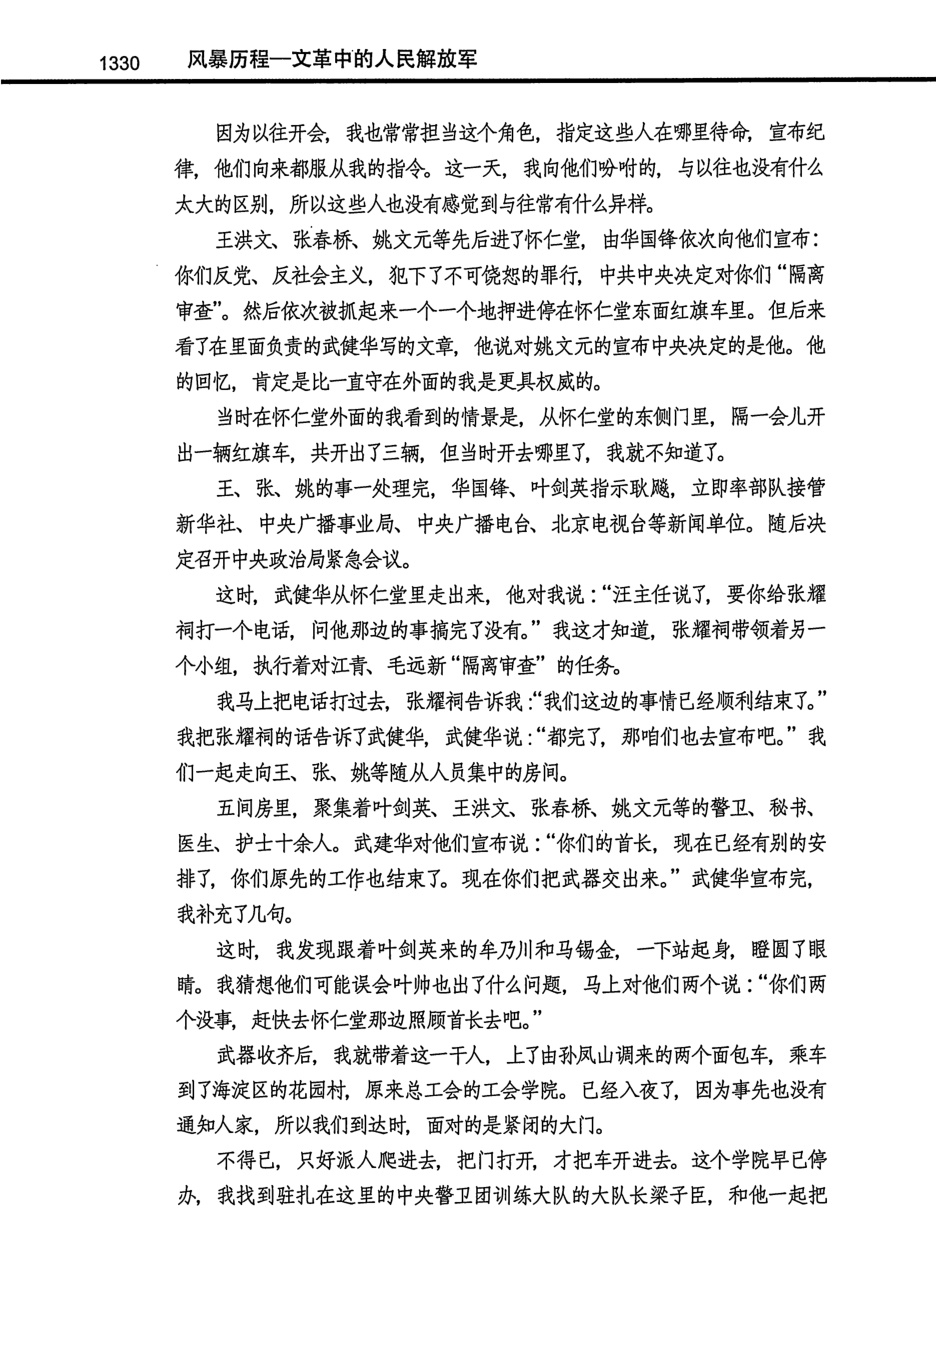 1330 风暴历程—文革中的人民解放军
因为以往开会，我也常常担当这个角色，指定这些人在哪里待命，宣布纪
律，他们向来都服从我的指令。这一天，我向他们吩咐的，与以往也没有什么
太大的区别，所以这些人也没有感觉到与往常有什么异样。
王洪文、张春桥、姚文元等先后进了怀仁堂，由华国锋依次向他们宣布：
你们反党、反社会主义，犯下了不可饶恕的罪行，中共中央决定对你们“隔离
审查”。然后依次被抓起来一个一个地押进停在怀仁堂东面红旗车里。但后来
看了在里面负责的武健华写的文章，他说对姚文元的宣布中央决定的是他。他
的回忆，肯定是比一直守在外面的我是更具权威的。
当时在怀仁堂外面的我看到的情景是，从怀仁堂的东侧门里，隔一会儿开
出一辆红旗车，共开出了三辆，但当时开去哪里了，我就不知道了。
王、张、姚的事一处理完，华国锋、叶剑英指示耿飚，立即率部队接管
新华社、中央广播事业局、中央广播电台、北京电视台等新闻单位。随后决
定召开中央政治局紧急会议。
这时，武健华从怀仁堂里走出来，他对我说：“汪主任说了，要你给张耀
祠打一个电话，问他那边的事搞完了没有。”我这才知道，张耀祠带领着另一
个小组，执行着对江青、毛远新“隔离审查”的任务。
我马上把电话打过去，张耀祠告诉我：“我们这边的事情已经顺利结束了。”
我把张耀祠的话告诉了武健华，武健华说：“都完了，那咱们也去宣布吧。”我
们一起走向王、张、姚等随从人员集中的房间。
五间房里，聚集着叶剑英、王洪文、张春桥、姚文元等的警卫、秘书、
医生、护士十余人。武建华对他们宣布说：“你们的首长，现在已经有别的安
排了，你们原先的工作也结束了。现在你们把武器交出来。”武健华宣布完，
我补充了几句。
这时，我发现跟着叶剑英来的牟乃川和马锡金，一下站起身，瞪圆了眼
睛。我猜想他们可能误会叶帅也出了什么问题，马上对他们两个说：“你们两
个没事，赶快去怀仁堂那边照顾首长去吧。”
武器收齐后，我就带着这一干人，上了由孙凤山调来的两个面包车，乘车
到了海淀区的花园村，原来总工会的工会学院。已经入夜了，因为事先也没有
通知人家，所以我们到达时，面对的是紧闭的大门。
不得已，只好派人爬进去，把门打开，才把车开进去。这个学院早已停
办，我找到驻扎在这里的中央警卫团训练大队的大队长梁子臣，和他一起把